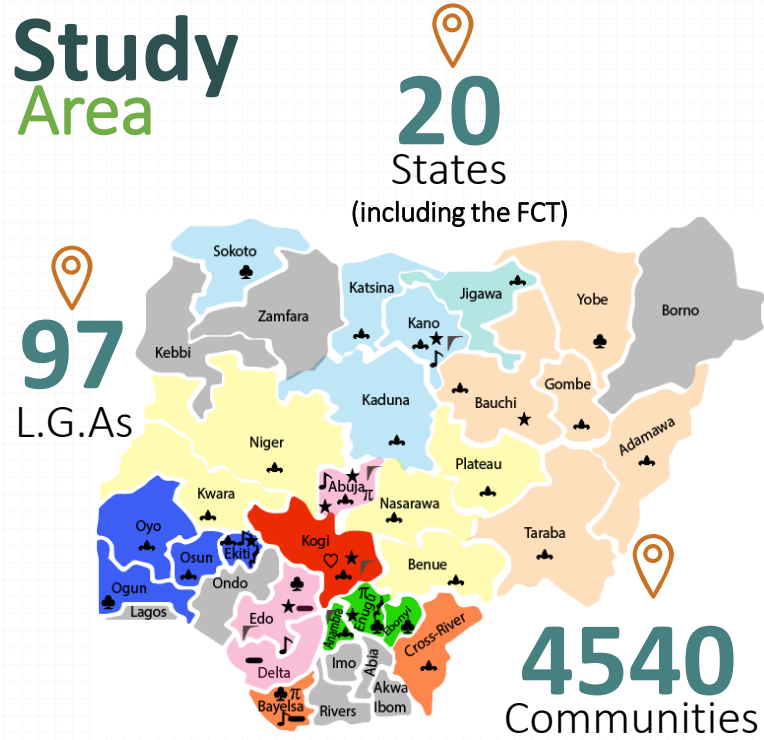 Study
Area
20
States
(including the FCT)
97
L.G.As
Sokoto
Katsina
Jigawa
Yobe
Borno
Zamfara
Kano
Kebbi
Kaduna
Bauchi
Gombe
Adamawa
Niger
Plateau
Abuja
π
Kwara
Nasarawa
Oyo
Kogi
Taraba
Osun
Ekiti
Benue
Ogun
Ondo
Lagos
Edo
π
Anambra
Enugu
Ebonyi
Cross-River
Delta
Imo
Abia
Akwa
Ibom
π
Bayelsa
Rivers
4540
Communities